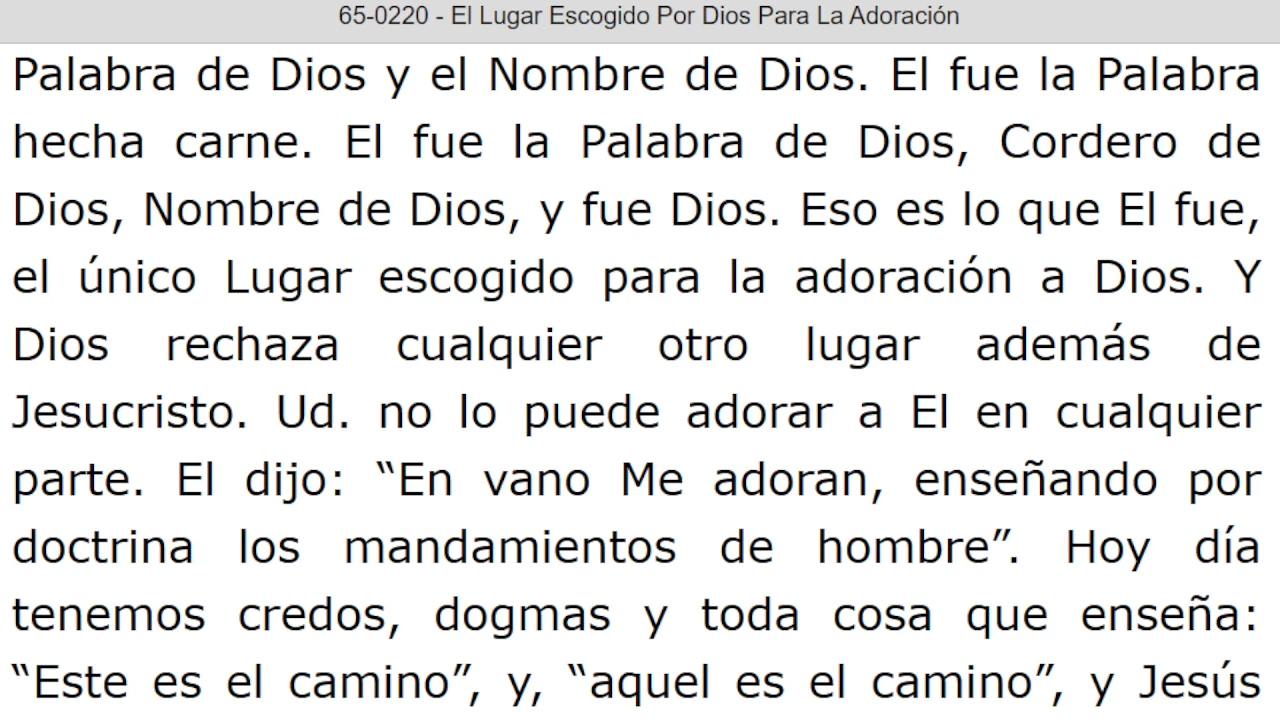 65-0220 - El Lugar Escogido Por Dios Para La Adoración
Palabra de Dios y el Nombre de Dios. El fue la Palabra
hecha carne. El fue la Palabra de Dios, Cordero de
Dios, Nombre de Dios, y fue Dios. Eso es lo que El fue,
el único Lugar escogido para la adoración a Dios. Y
Dios rechaza cualquier otro lugar además de
Jesucristo. Ud. no lo puede adorar a El en cualquier
parte. El dijo: “En vano Me adoran, enseñando por
doctrina los mandamientos de hombre”. Hoy día
tenemos credos, dogmas y toda cosa que enseña:
“Este es el camino”, y, “aquel es el camino”, y Jesús